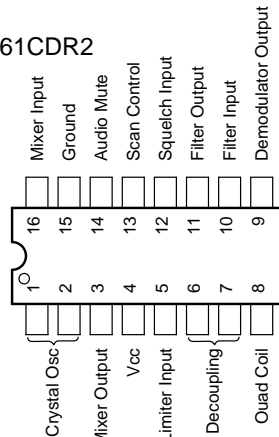 61CDR2
Mixer Input
Ground
Audio Mute
Scan Control
Squelch Input
Filter Output
Filter Input
Demodulator Output
16 15 14 13 12 11 10 9
1 2 3 4 5 6 7 8
Crystal Osc
Mixer Output
Vcc
Limiter Input
Decoupling
Quad Coil